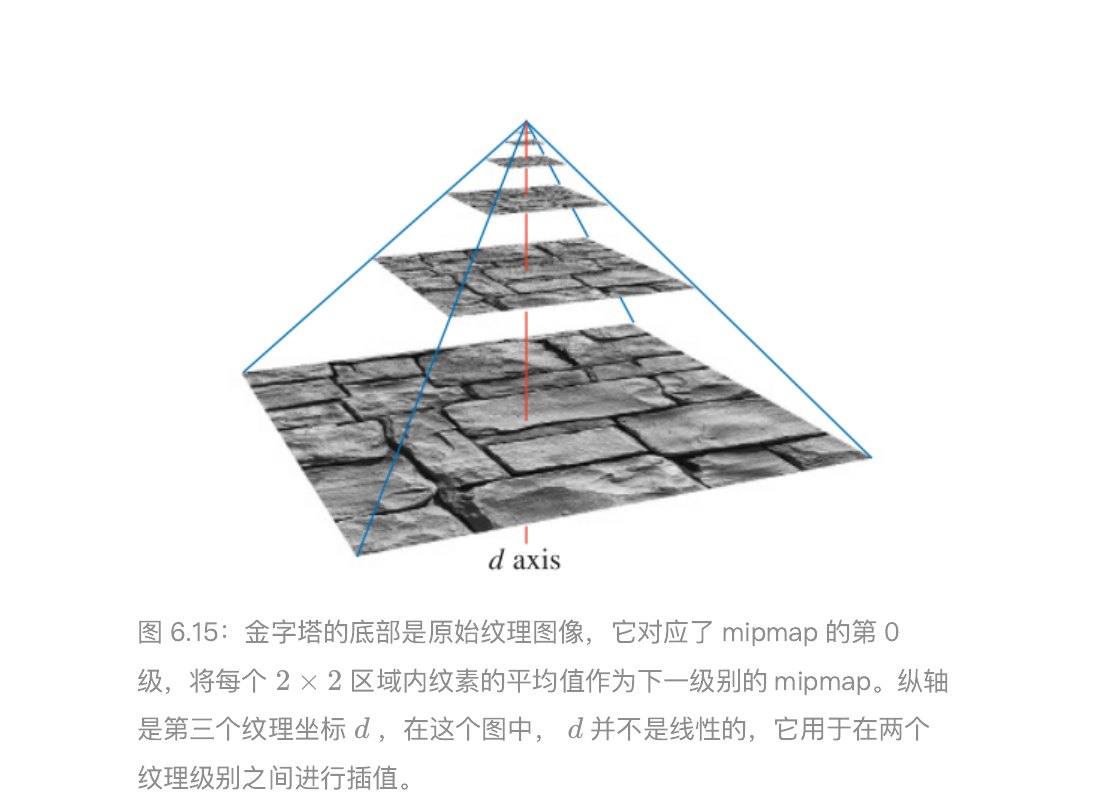 d axis
图 6.15：金字塔的底部是原始纹理图像，它对应了 mipmap 的第 0
级，将每个 2 × 2 区域内纹素的平均值作为下一级别的 mipmap。纵轴
是第三个纹理坐标 d ，在这个图中， d 并不是线性的，它用于在两个
纹理级别之间进行插值。